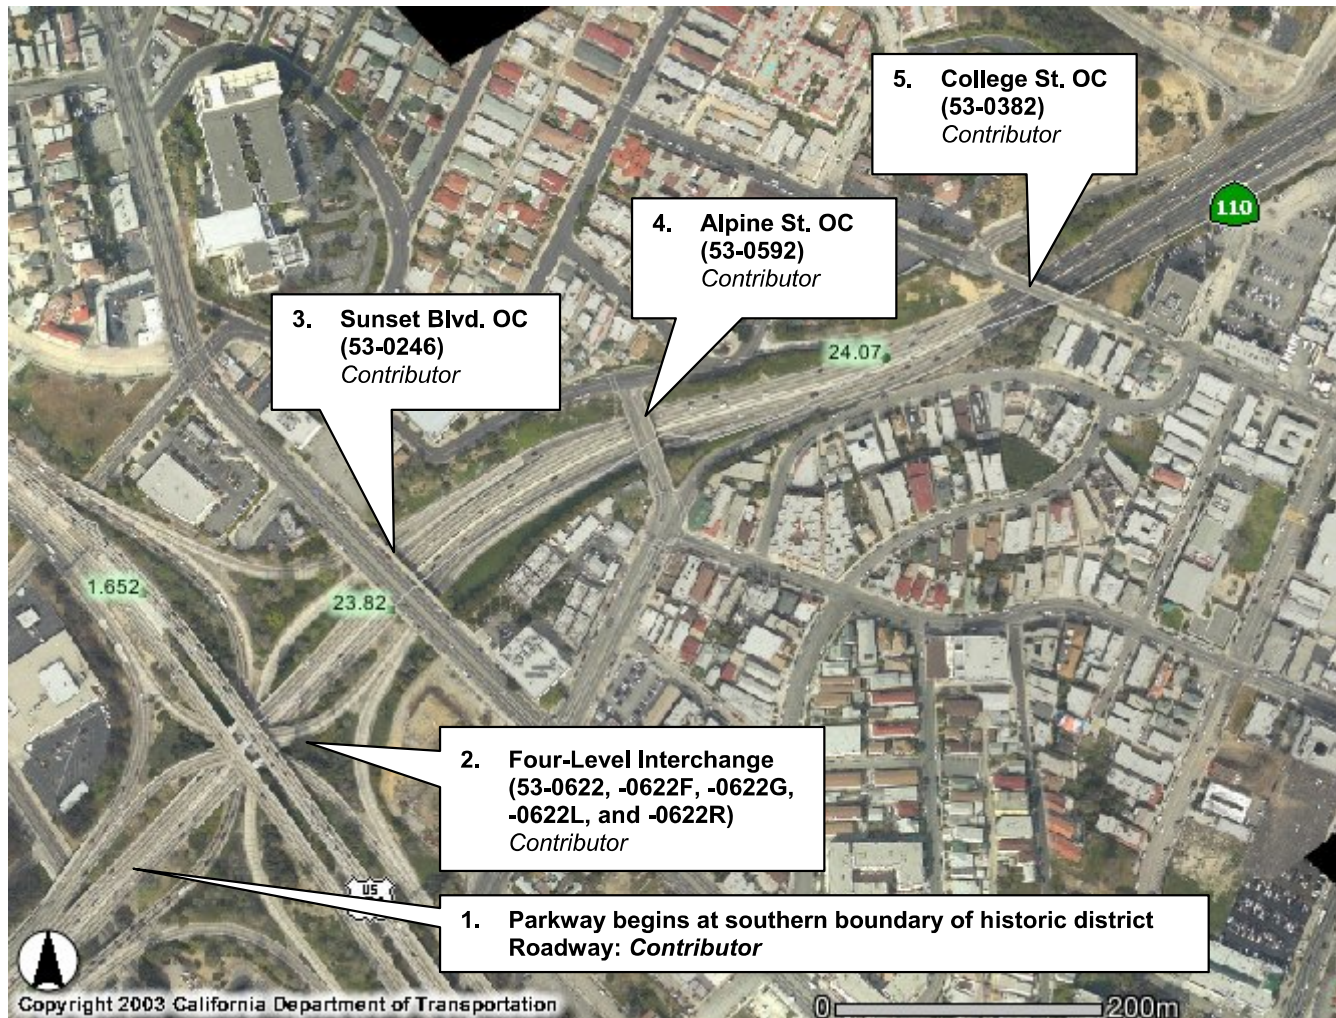 5. College St. OC
(53-0382)
Contributor
110
4. Alpine St. OC
(53-0592)
Contributor
3. Sunset Blvd. OC
(53-0246)
Contributor
24.07
1.652
23.82
2. Four-Level Interchange
(53-0622, -0622F, -0622G,
-0622L, and -0622R)
Contributor
US
1. Parkway begins at southern boundary of historic district
Roadway: Contributor
Copyright 2003 California Department of Transportation
0 200m